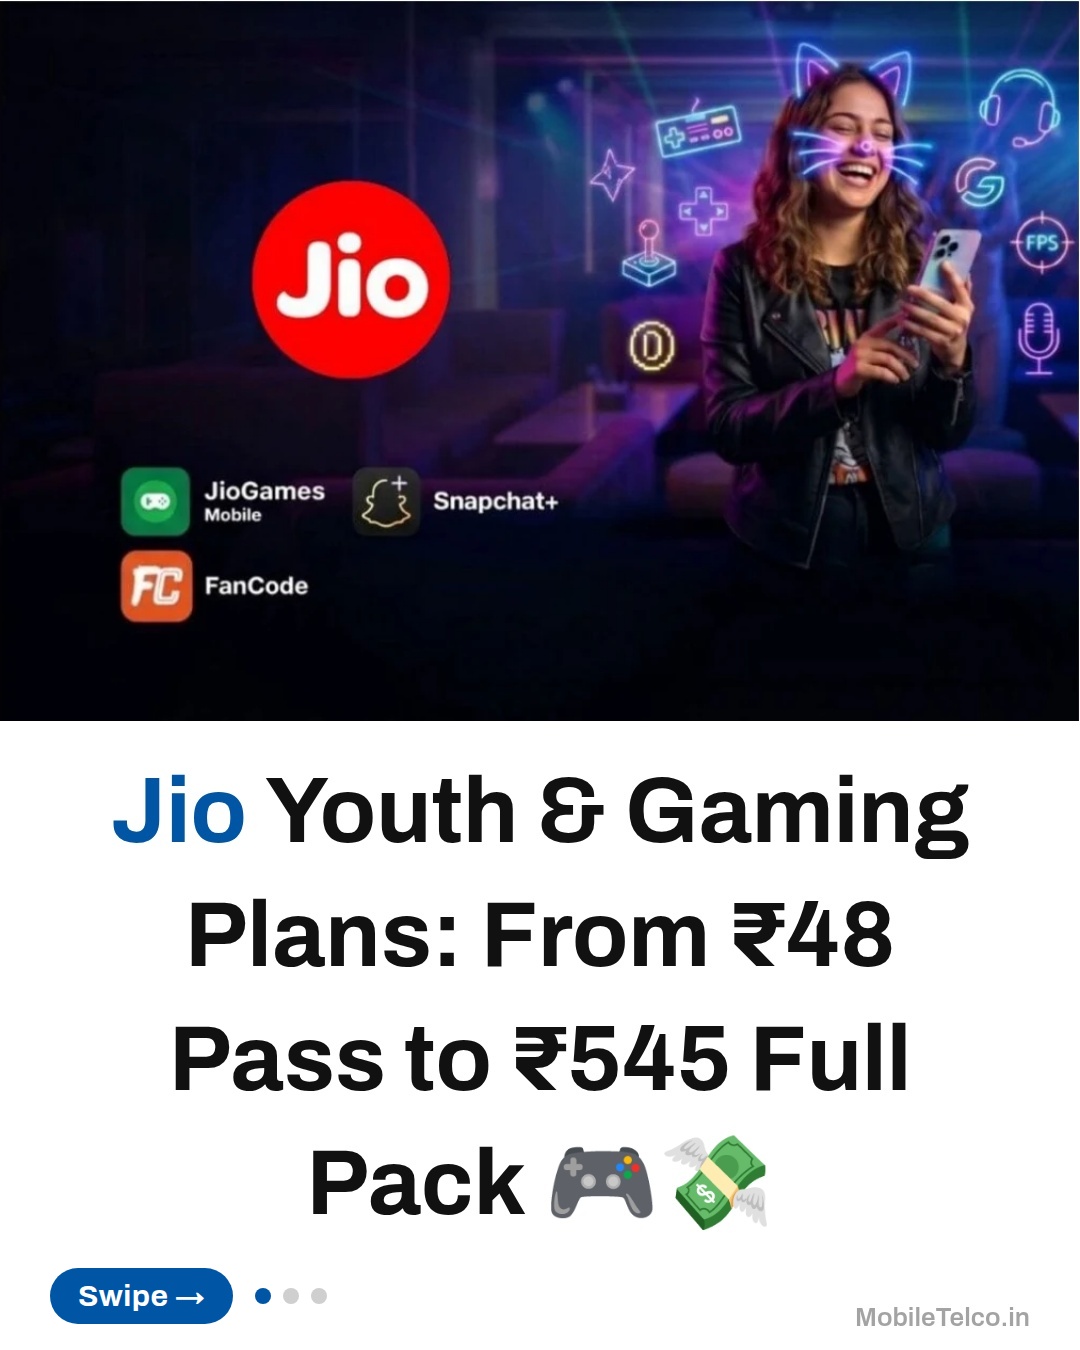 Jio
JioGames
Mobile
Snapchat+
FC
FanCode
G
FPS
D
Jio Youth & Gaming
Plans: From ₹48
Pass to ₹545 Full
Pack 🎮💸
Swipe →
MobileTelco.in